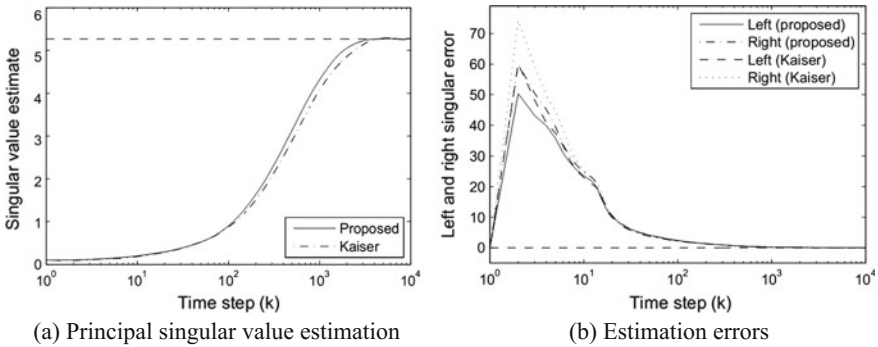 Singular value estimate
6
5
4
3
2
1
0
10^0
10^1
10^2
10^3
10^4
Time step (k)
Proposed
Kaiser
(a) Principal singular value estimation
Left and right singular error
70
60
50
40
30
20
10
0
10^0
10^1
10^2
10^3
10^4
Time step (k)
Left (proposed)
Right (proposed)
Left (Kaiser)
Right (Kaiser)
(b) Estimation errors